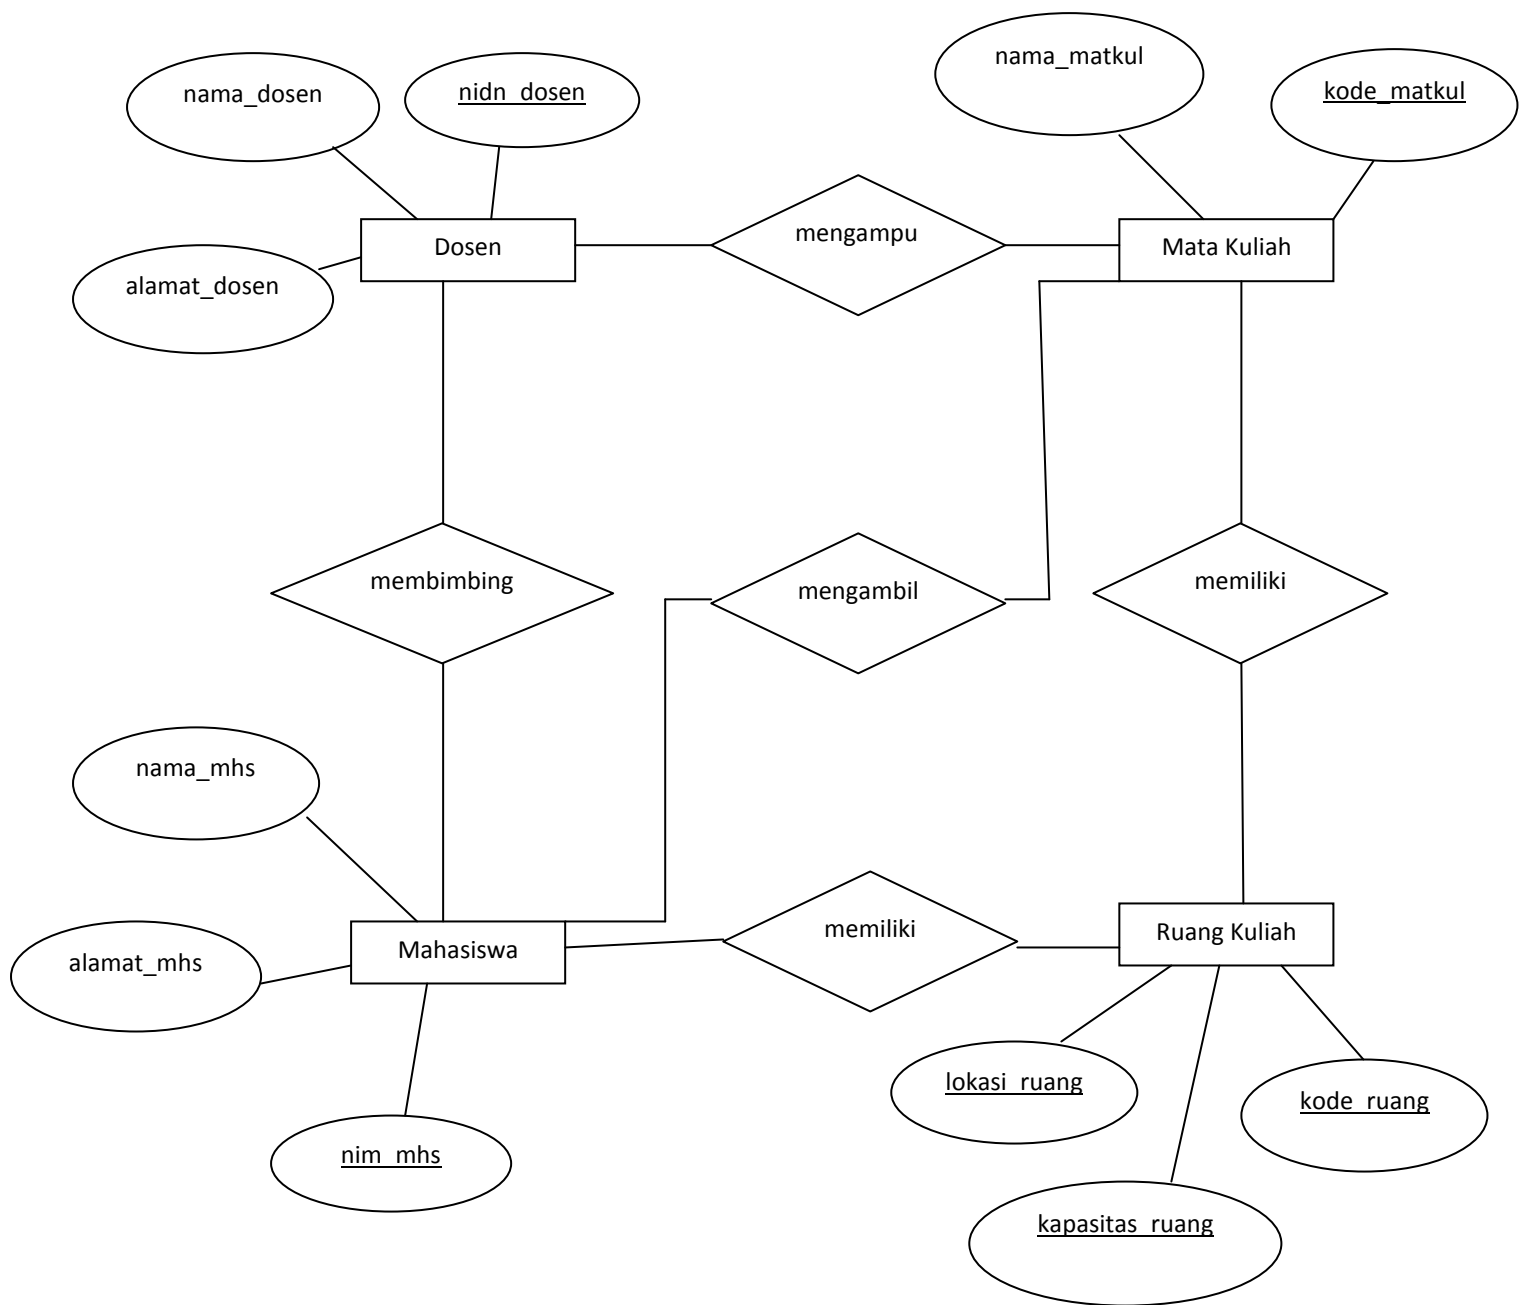 nama_matkul
nama_dosen
nidn_dosen
kode_matkul
mengampu
Dosen
Mata Kuliah
alamat_dosen
membimbing
mengambil
memiliki
nama_mhs
memiliki
Ruang Kuliah
Mahasiswa
alamat_mhs
lokasi_ruang
kode_ruang
nim_mhs
kapasitas_ruang